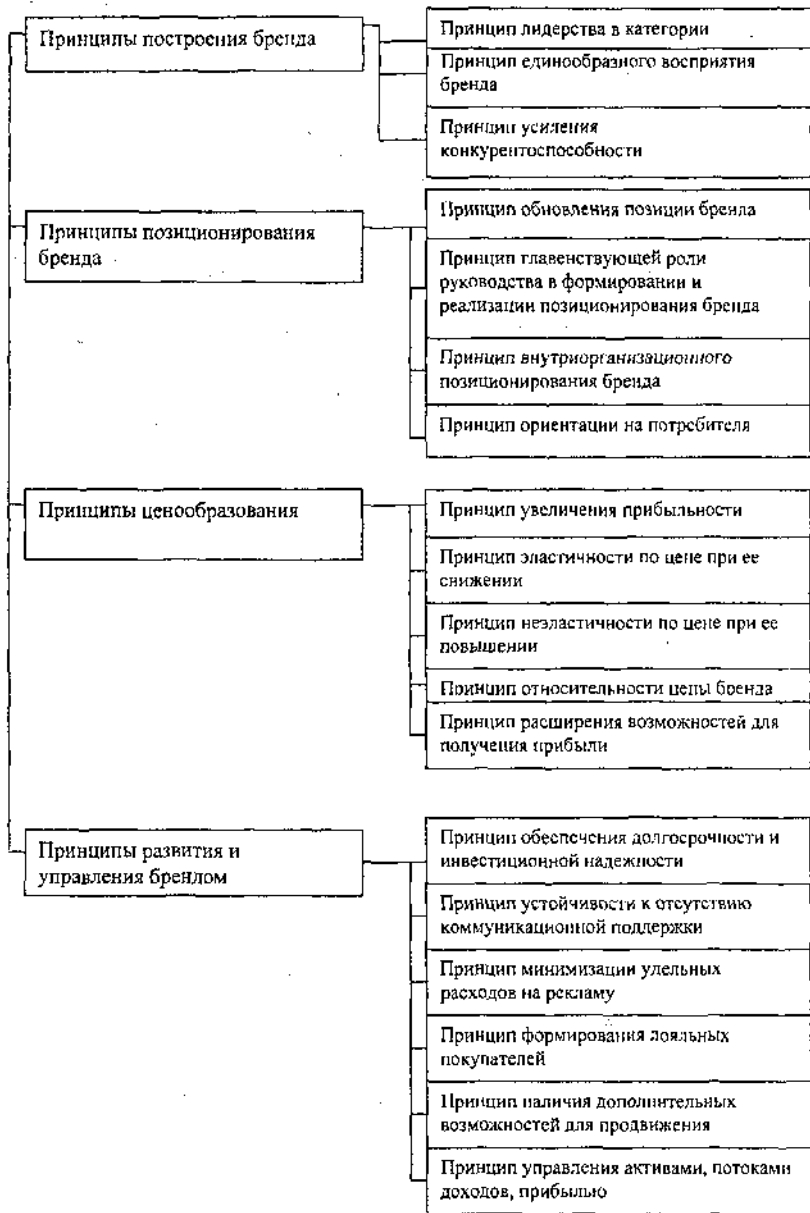 Принципы построения бренда
Принцип лидерства в категории
Принцип единообразного восприятия
бренда
Принцип усиления
конкурентоспособности
Принципы позиционирования
бренда
Принцип обновления позиции бренда
Принцип главенствующей роли
руководства в формировании и
реализации позиционирования бренда
Принцип внутриорганизационного
позиционирования бренда
Принцип ориентации на потребителя
Принципы ценообразования
Принцип увеличения прибыльности
Принцип эластичности по цене при ее
снижении
Принцип неэластичности по цене при ее
повышении
Принцип относительности цены бренда
Принцип расширения возможностей для
получения прибыли
Принципы развития и
управления брендом
Принцип обеспечения долгосрочности и
инвестиционной надежности
Принцип устойчивости к отсутствию
коммуникационной поддержки
Принцип минимизации удельных
расходов на рекламу
Принцип формирования лояльных
покупателей
Принцип наличия дополнительных
возможностей для продвижения
Принцип управления активами, потоками
доходов, прибылью